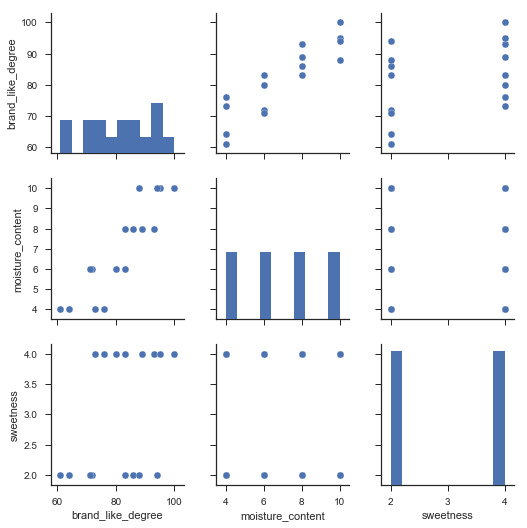 brand_like_degree
100
90
80
70
60
moisture_content
10
9
8
7
6
5
4
sweetness
4.0
3.5
3.0
2.5
2.0
60 80 100
4 6 8 10
2 3 4
brand_like_degree
moisture_content
sweetness